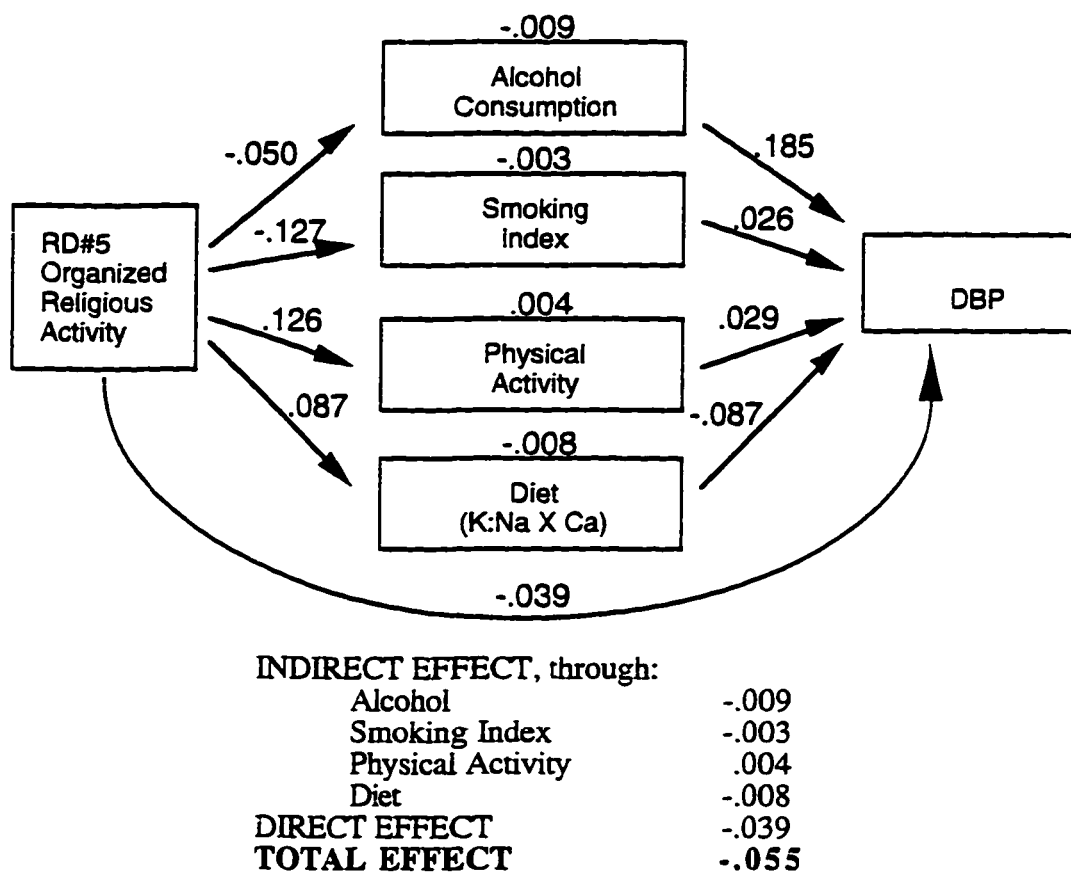 -.009
Alcohol
Consumption
-.050
.185
-.003
Smoking
Index
-.127
.026
RD#5
Organized
Religious
Activity
DBP
.004
Physical
Activity
.126
.029
.087
-.087
-.008
Diet
(K:Na X Ca)
-.039
INDIRECT EFFECT, through:
Alcohol -.009
Smoking Index -.003
Physical Activity .004
Diet -.008
DIRECT EFFECT -.039
TOTAL EFFECT -.055